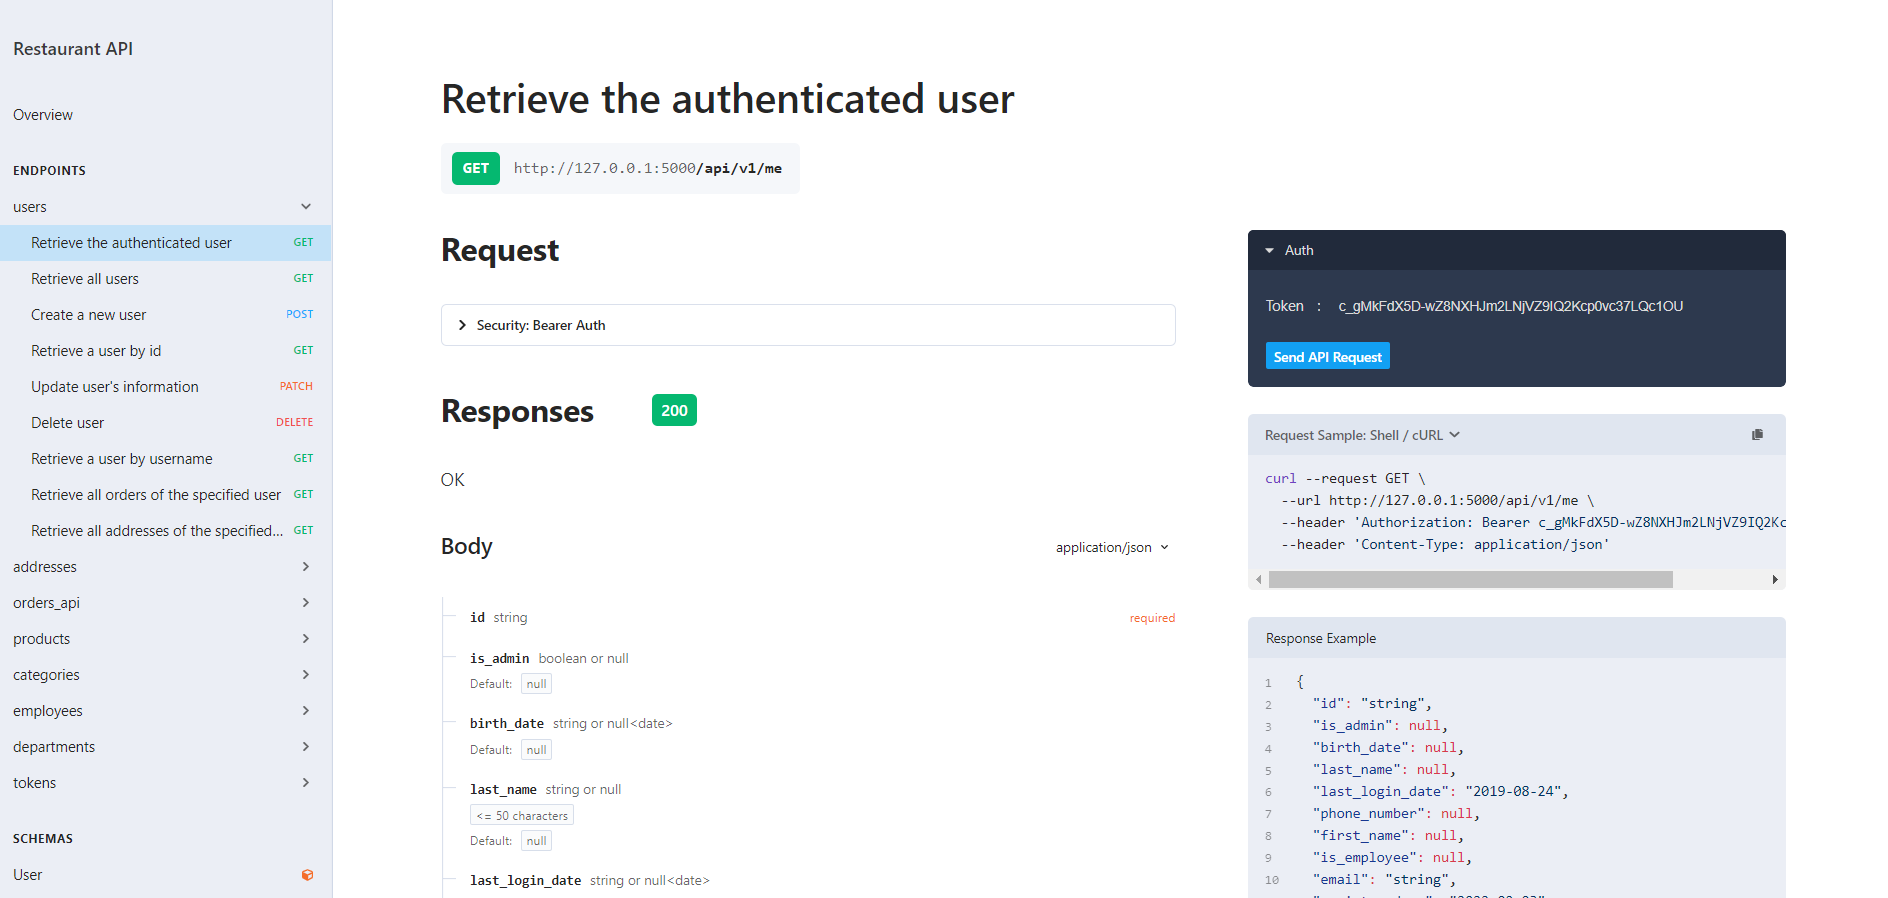 Restaurant API
Overview
ENDPOINTS
users
Retrieve the authenticated user GET
Retrieve all users GET
Create a new user POST
Retrieve a user by id GET
Update user's information PATCH
Delete user DELETE
Retrieve a user by username GET
Retrieve all orders of the specified user GET
Retrieve all addresses of the specified... GET
addresses
orders_api
products
categories
employees
departments
tokens
SCHEMAS
User
Retrieve the authenticated user
GET http://127.0.0.1:5000/api/v1/me
Request
Security: Bearer Auth
Responses 200
OK
Body application/json
id string required
is_admin boolean or null
Default: null
birth_date string or null<date>
Default: null
last_name string or null
<= 50 characters
Default: null
last_login_date string or null<date>
Auth
Token : c_gMkFdX5D-wZ8NXHJm2LNjVZ9IQ2Kcp0vc37LQc1OU
Send API Request
Request Sample: Shell / cURL
curl --request GET \
--url http://127.0.0.1:5000/api/v1/me \
--header 'Authorization: Bearer c_gMkFdX5D-wZ8NXHJm2LNjVZ9IQ2Kc
--header 'Content-Type: application/json'
Response Example
1 {
2 "id": "string",
3 "is_admin": null,
4 "birth_date": null,
5 "last_name": null,
6 "last_login_date": "2019-08-24",
7 "phone_number": null,
8 "first_name": null,
9 "is_employee": null,
10 "email": "string",